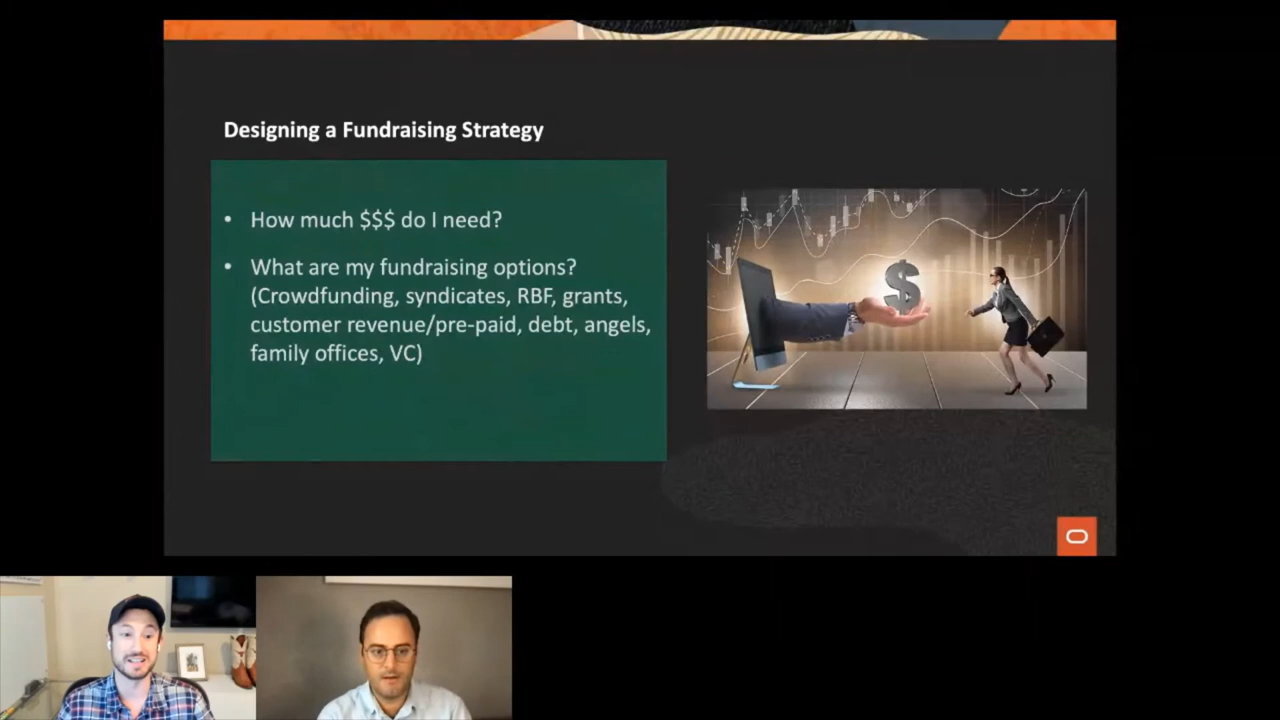 Designing a Fundraising Strategy
• How much $$$ do I need?
• What are my fundraising options?
(Crowdfunding, syndicates, RBF, grants,
customer revenue/pre-paid, debt, angels,
family offices, VC)
$